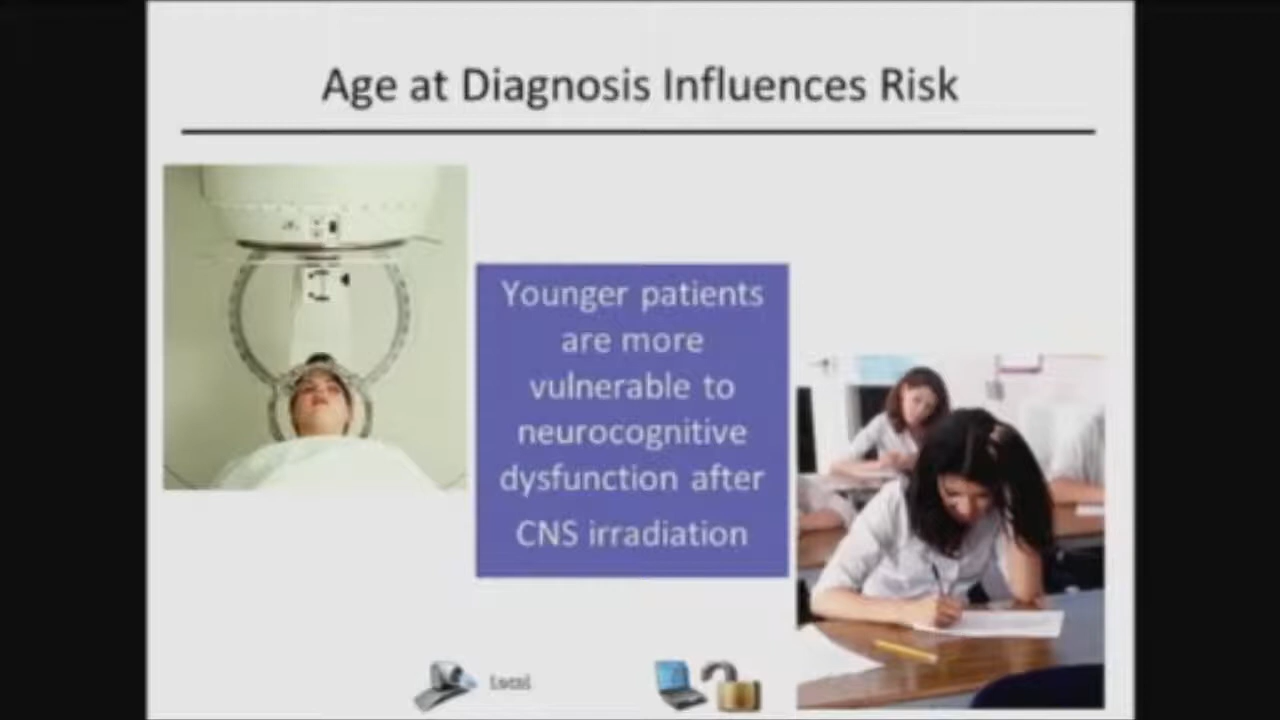 Age at Diagnosis Influences Risk
Younger patients
are more
vulnerable to
neurocognitive
dysfunction after
CNS irradiation
Local